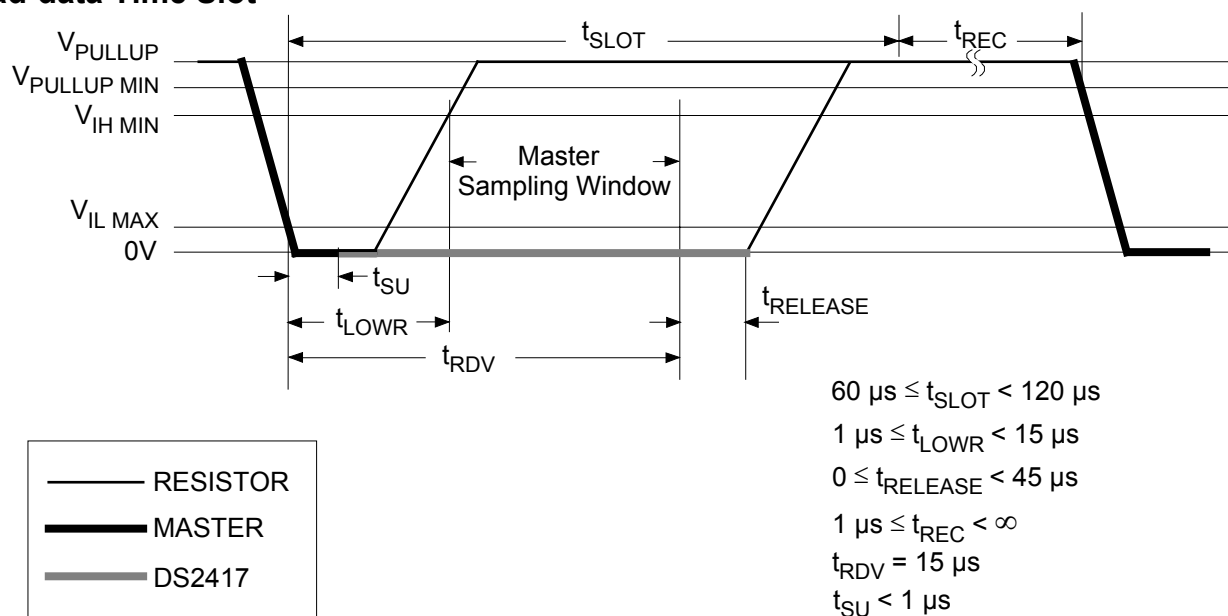 ad-data Time Slot
tSLOT
tREC
VPULLUP
VPULLUP MIN
VIH MIN
Master
Sampling Window
VIL MAX
0V
tSU
tRELEASE
tLOWR
tRDV
60 µs ≤ tSLOT < 120 µs
1 µs ≤ tLOWR < 15 µs
0 ≤ tRELEASE < 45 µs
1 µs ≤ tREC < ∞
tRDV = 15 µs
tSU < 1 µs
RESISTOR
MASTER
DS2417